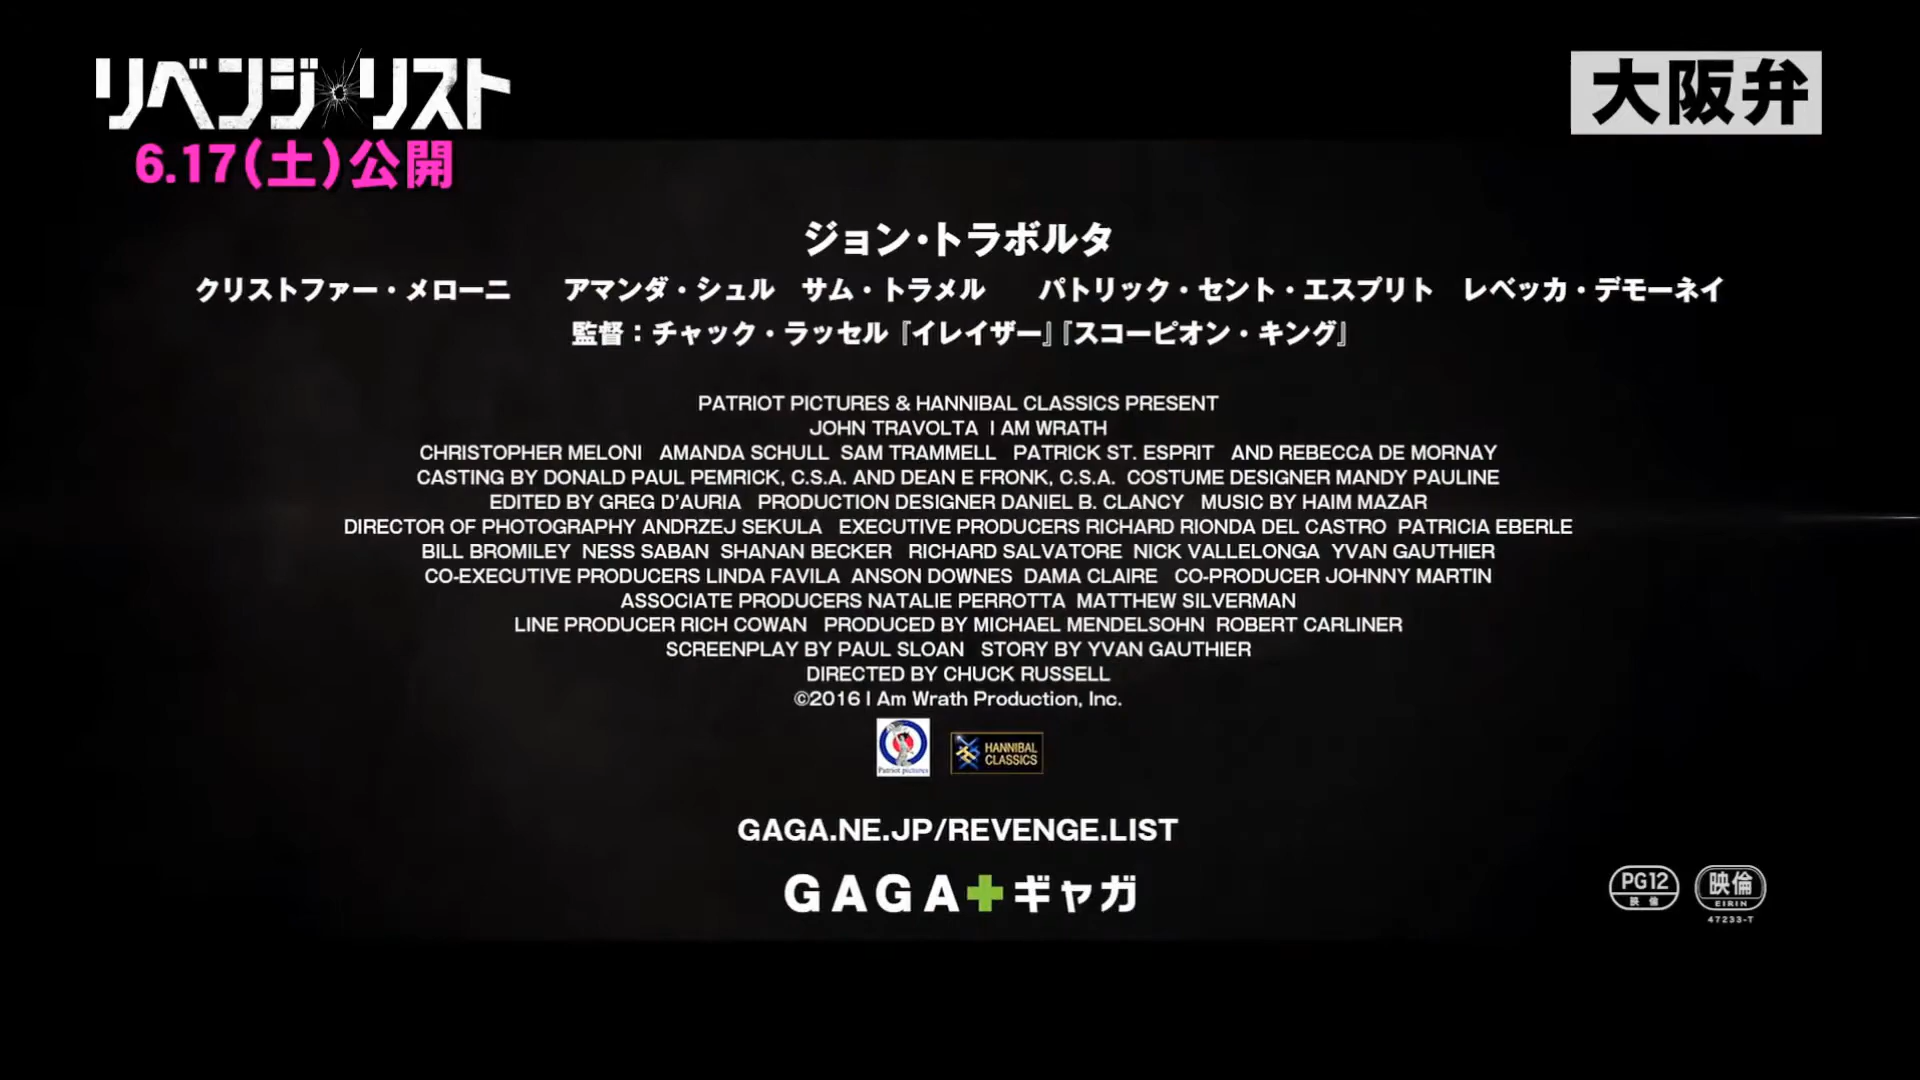 リベンジ・リスト
6.17(土)公開
大阪弁
ジョン・トラボルタ
クリストファー・メローニ　アマンダ・シュル　サム・トラメル　パトリック・セント・エスプリト　レベッカ・デモーネイ
監督：チャック・ラッセル『イレイザー』『スコーピオン・キング』
PATRIOT PICTURES & HANNIBAL CLASSICS PRESENT
JOHN TRAVOLTA I AM WRATH
CHRISTOPHER MELONI AMANDA SCHULL SAM TRAMMELL PATRICK ST. ESPRIT AND REBECCA DE MORNAY
CASTING BY DONALD PAUL PEMRICK, C.S.A. AND DEAN E FRONK, C.S.A. COSTUME DESIGNER MANDY PAULINE
EDITED BY GREG D'AURIA PRODUCTION DESIGNER DANIEL B. CLANCY MUSIC BY HAIM MAZAR
DIRECTOR OF PHOTOGRAPHY ANDRZEJ SEKULA EXECUTIVE PRODUCERS RICHARD RIONDA DEL CASTRO PATRICIA EBERLE
BILL BROMILEY NESS SABAN SHANAN BECKER RICHARD SALVATORE NICK VALLELONGA YVAN GAUTHIER
CO-EXECUTIVE PRODUCERS LINDA FAVILA ANSON DOWNES DAMA CLAIRE CO-PRODUCER JOHNNY MARTIN
ASSOCIATE PRODUCERS NATALIE PERROTTA MATTHEW SILVERMAN
LINE PRODUCER RICH COWAN PRODUCED BY MICHAEL MENDELSOHN ROBERT CARLINER
SCREENPLAY BY PAUL SLOAN STORY BY YVAN GAUTHIER
DIRECTED BY CHUCK RUSSELL
©2016 I Am Wrath Production, Inc.
Patriot pictures
HANNIBAL
CLASSICS
GAGA.NE.JP/REVENGE.LIST
GAGA+ギャガ
PG12
映倫
映倫
EIRIN
47233-T